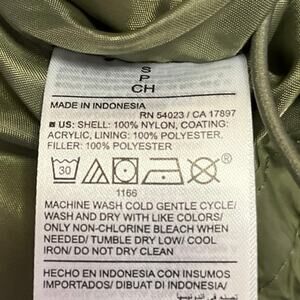 S
P
CH
MADE IN INDONESIA
RN 54023 / CA 17897
■ US: SHELL: 100% NYLON, COATING:
ACRYLIC, LINING: 100% POLYESTER.
FILLER: 100% POLYESTER
30
1166
MACHINE WASH COLD GENTLE CYCLE/
WASH AND DRY WITH LIKE COLORS/
ONLY NON-CHLORINE BLEACH WHEN
NEEDED/ TUMBLE DRY LOW/ COOL
IRON/ DO NOT DRY CLEAN
HECHO EN INDONESIA CON INSUMOS
IMPORTADOS/ DIBUAT DI INDONESIA/